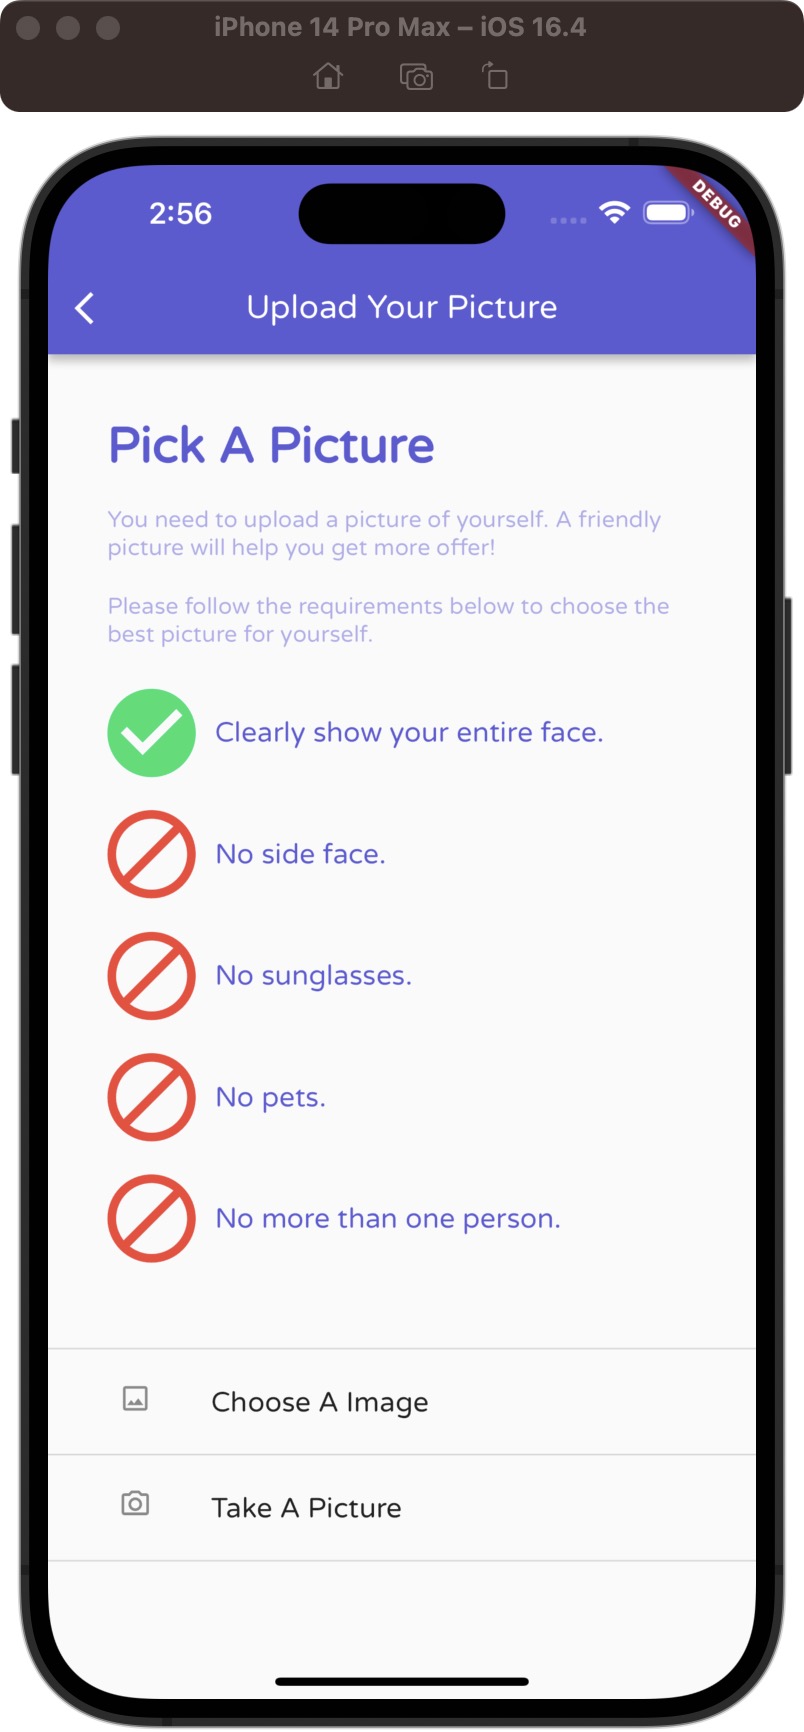 iPhone 14 Pro Max – iOS 16.4
2:56
DEBUG
Upload Your Picture
Pick A Picture
You need to upload a picture of yourself. A friendly
picture will help you get more offer!
Please follow the requirements below to choose the
best picture for yourself.
Clearly show your entire face.
No side face.
No sunglasses.
No pets.
No more than one person.
Choose A Image
Take A Picture